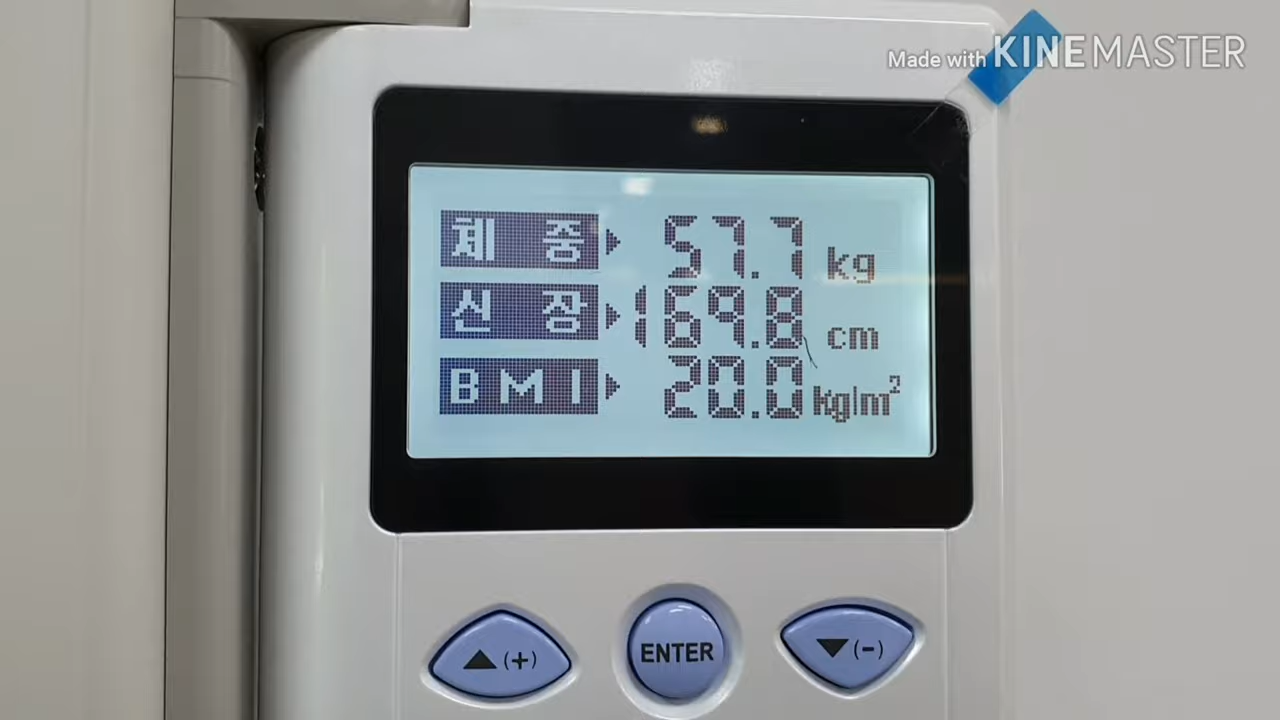 Made with KINEMASTER
체 중 57.7 kg
신 장 169.8 cm
BMI 20.0 kg/m²
▲(+) ENTER ▼(-)